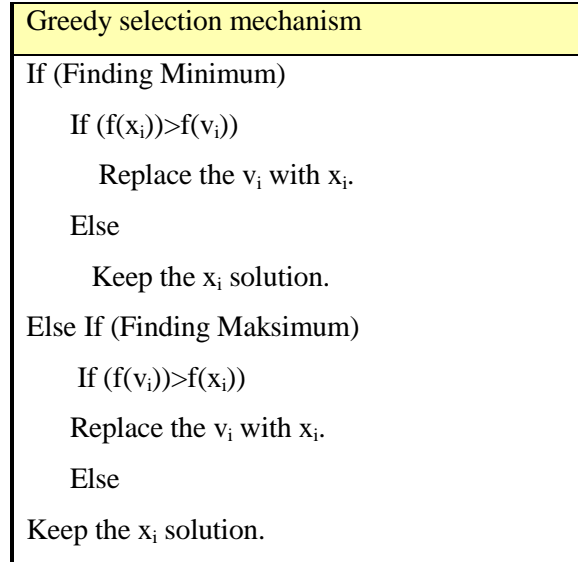 Greedy selection mechanism
If (Finding Minimum)
If (f(xᵢ))>f(vᵢ))
Replace the vᵢ with xᵢ.
Else
Keep the xᵢ solution.
Else If (Finding Maksimum)
If (f(vᵢ))>f(xᵢ))
Replace the vᵢ with xᵢ.
Else
Keep the xᵢ solution.